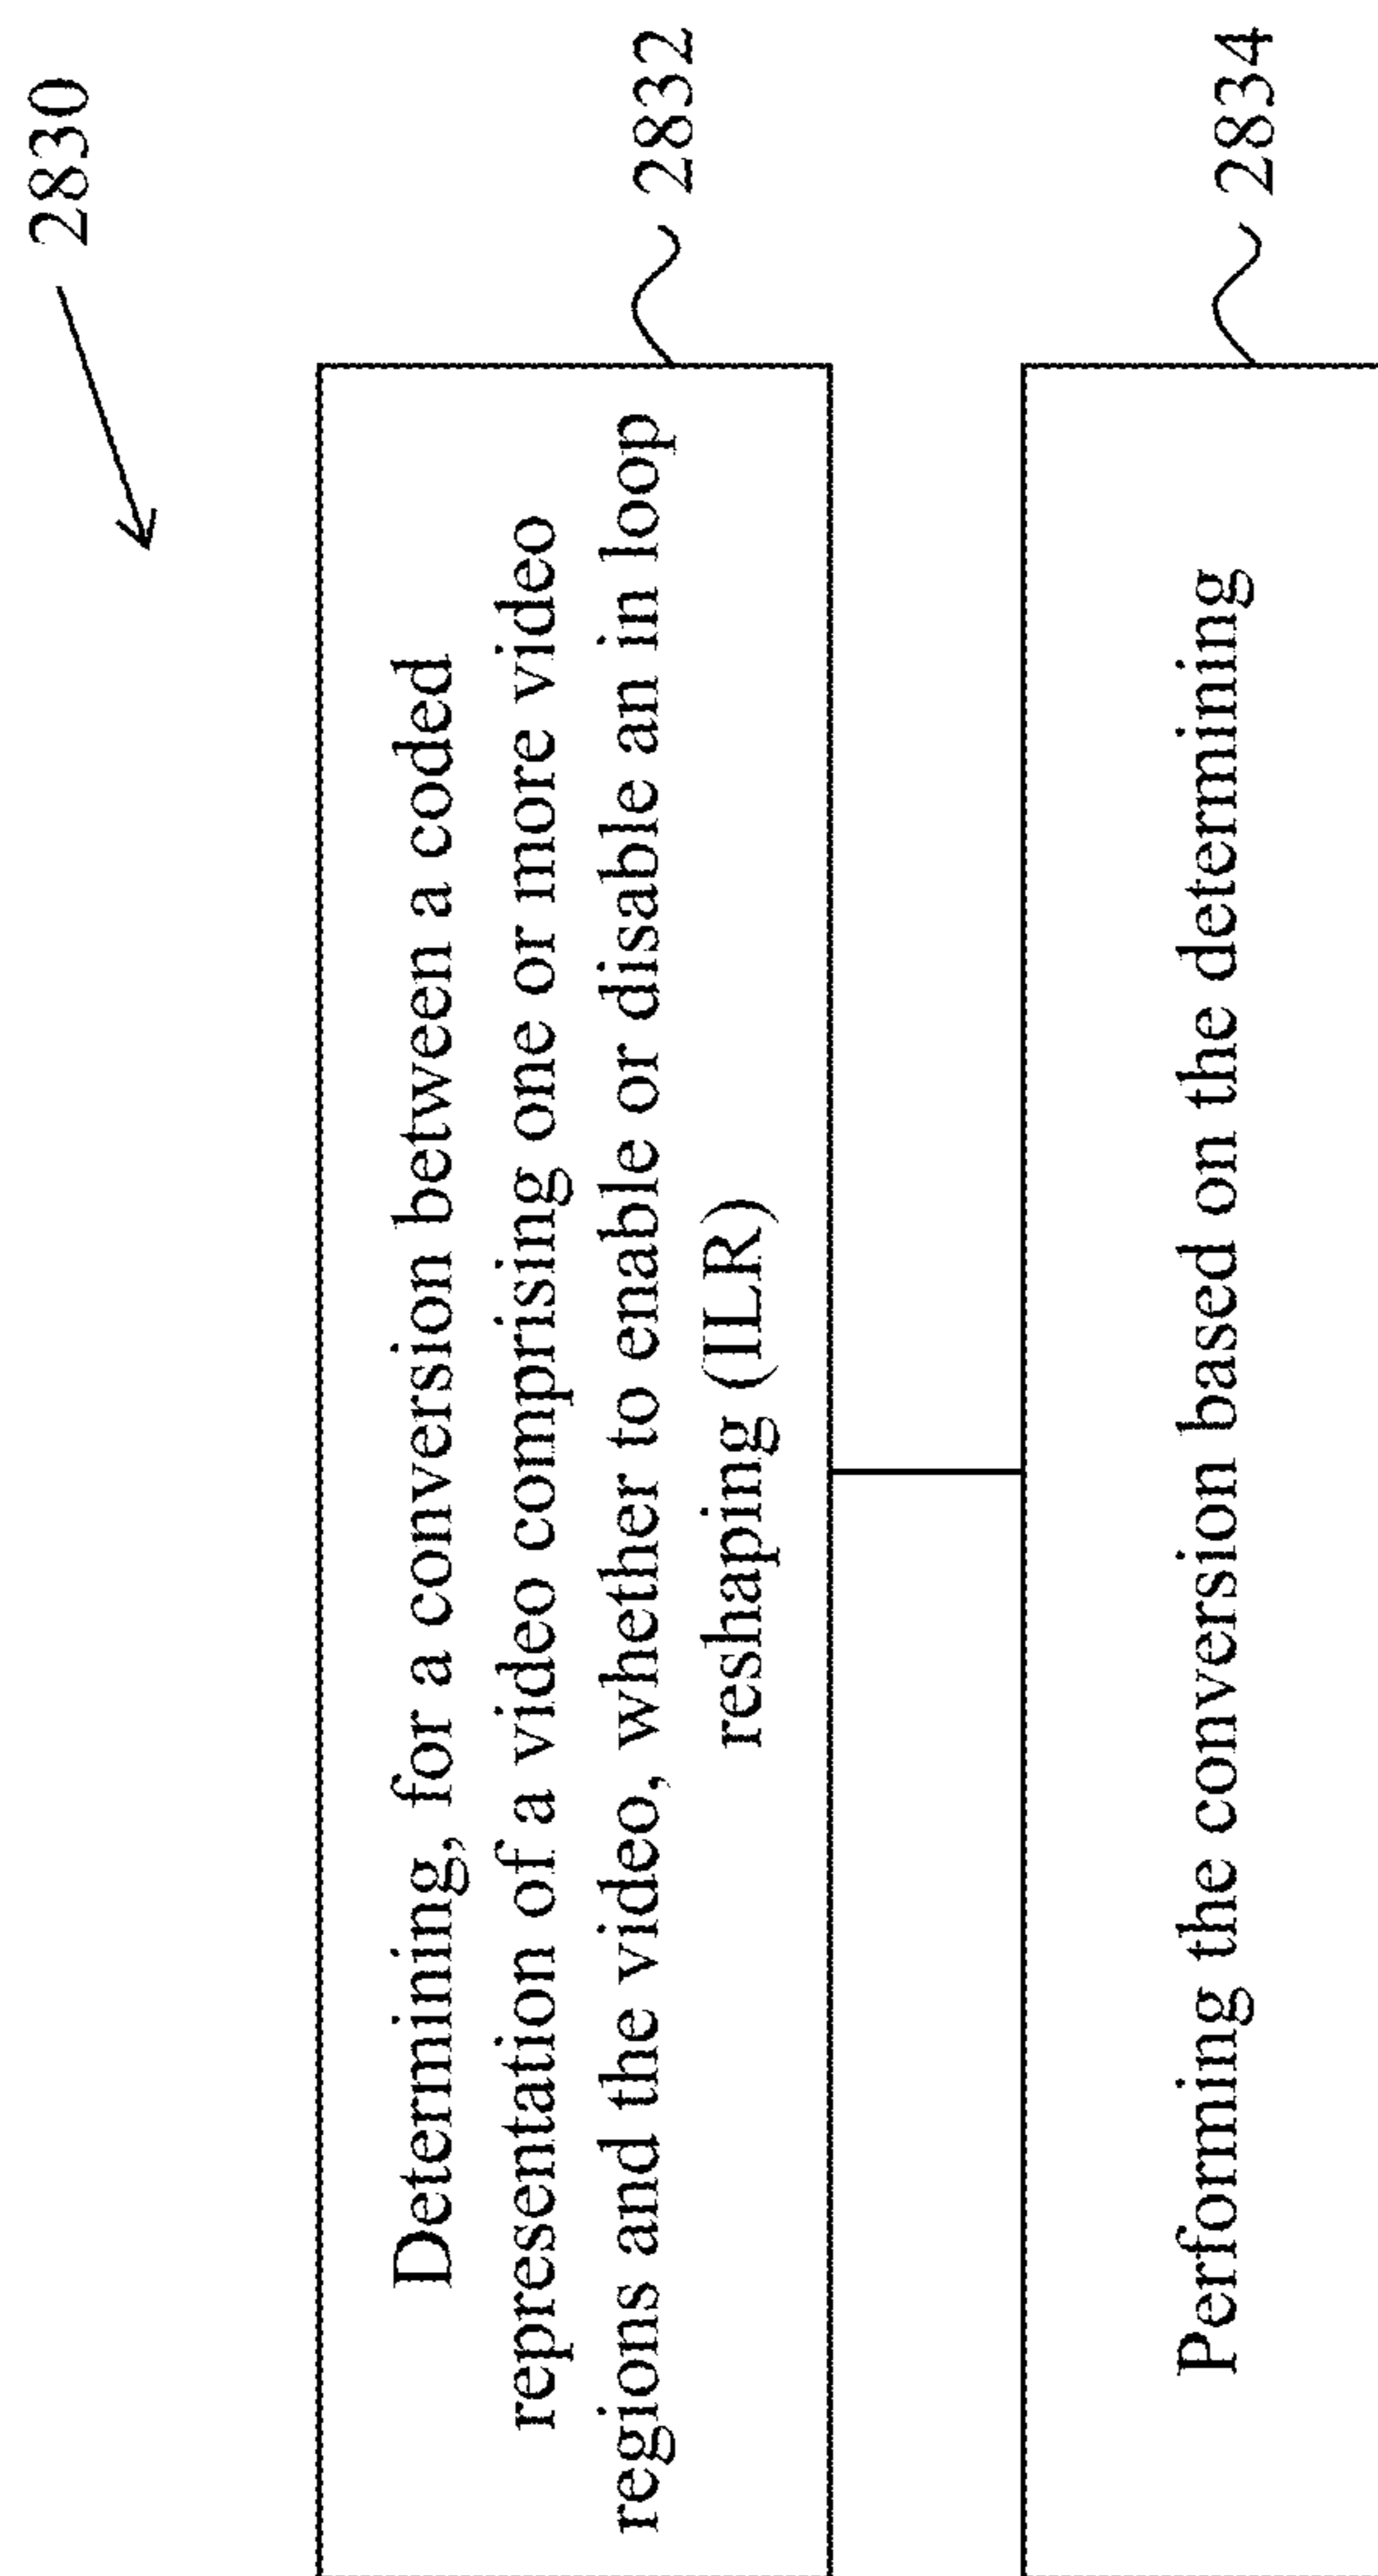 2830
Determining, for a conversion between a coded
representation of a video comprising one or more video
regions and the video, whether to enable or disable an in loop
reshaping (ILR)
2832
Performing the conversion based on the determining
2834